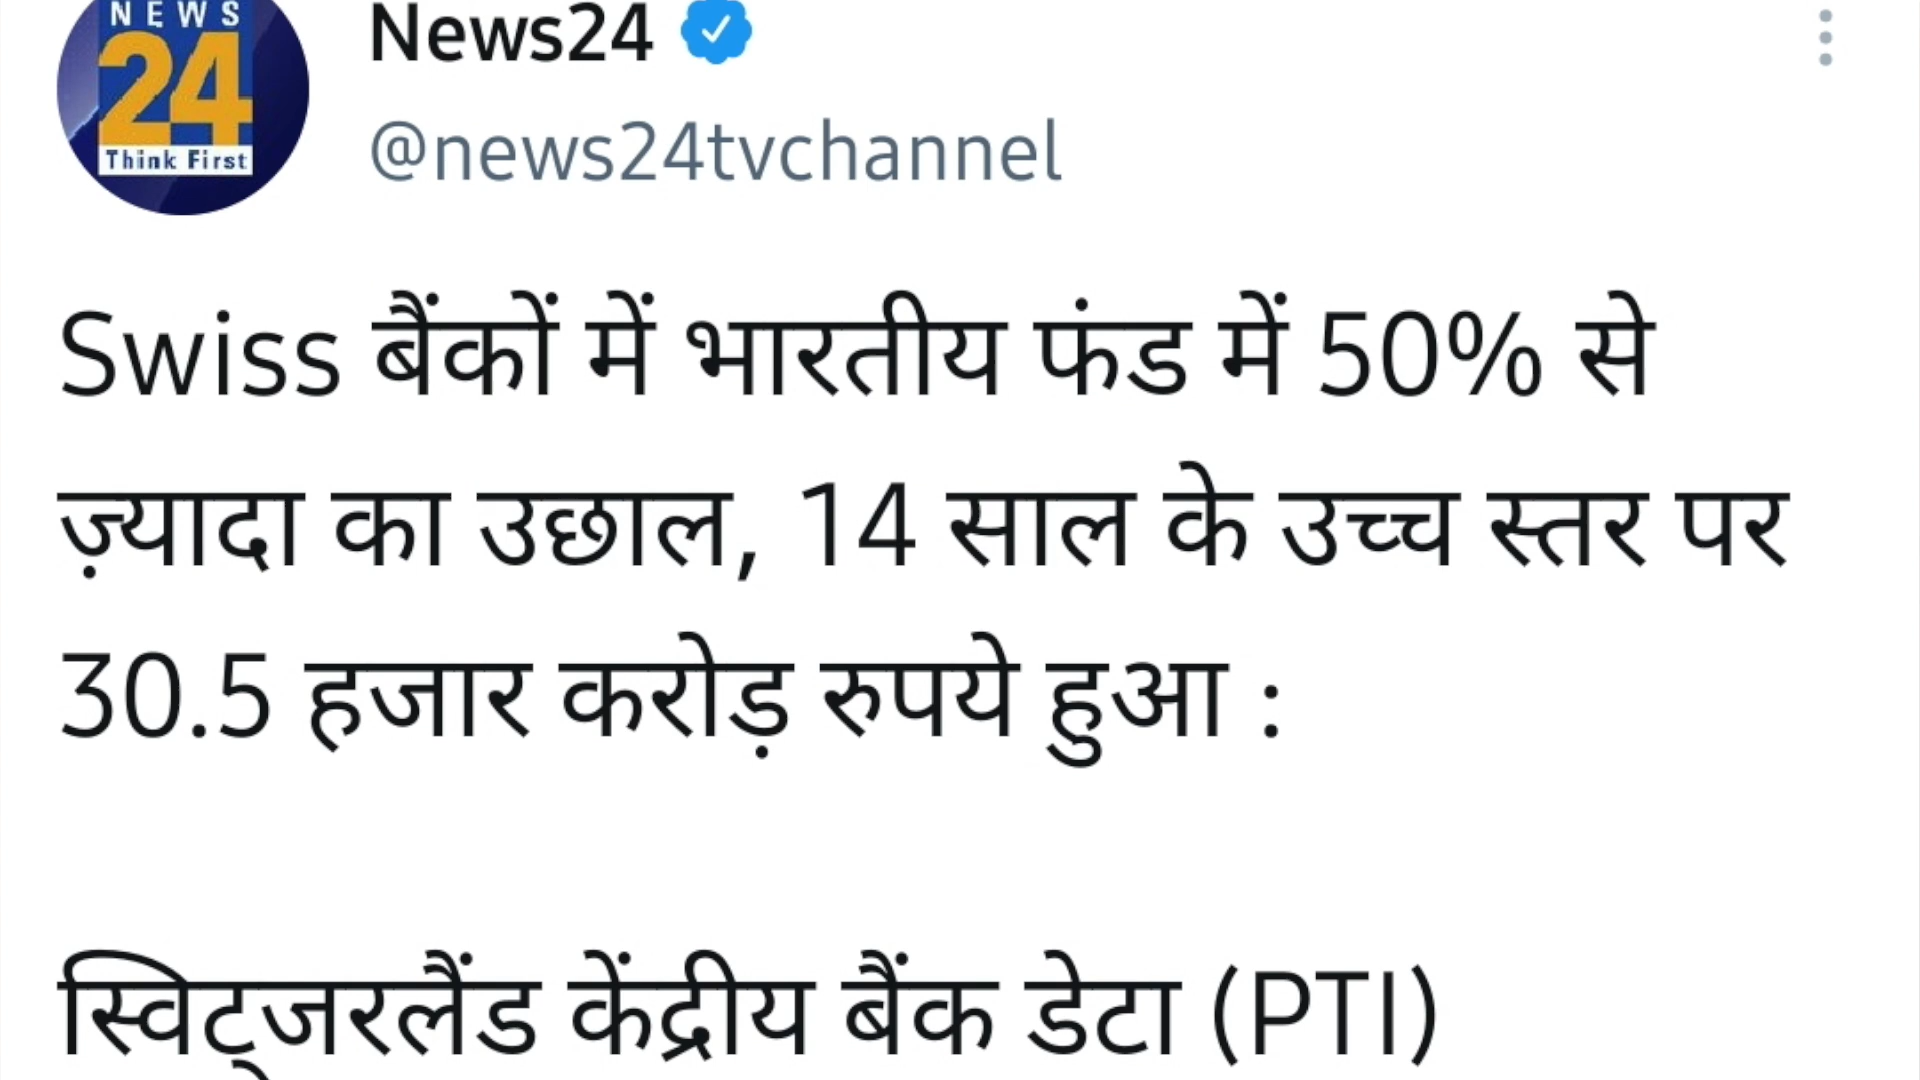 NEWS
24
Think First
News24
@news24tvchannel
Swiss बैंकों में भारतीय फंड में 50% से
ज़्यादा का उछाल, 14 साल के उच्च स्तर पर
30.5 हजार करोड़ रुपये हुआ :
स्विट्जरलैंड केंद्रीय बैंक डेटा (PTI)